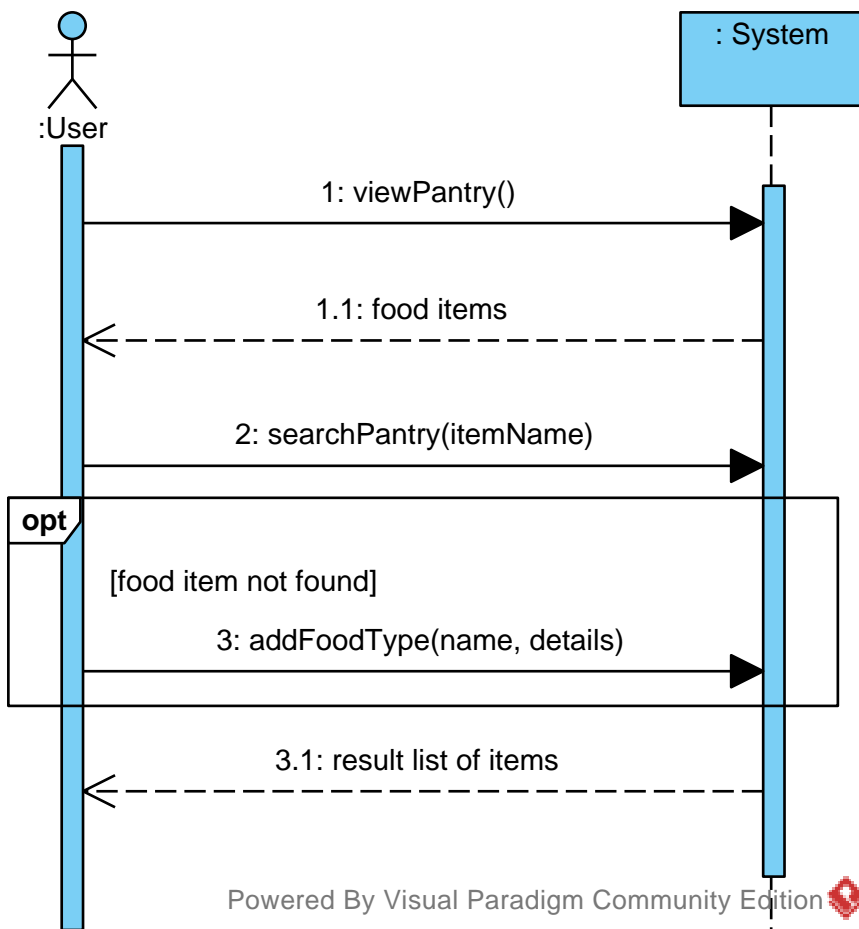 : System
:User
1: viewPantry()
1.1: food items
2: searchPantry(itemName)
opt
[food item not found]
3: addFoodType(name, details)
3.1: result list of items
Powered By Visual Paradigm Community Edition